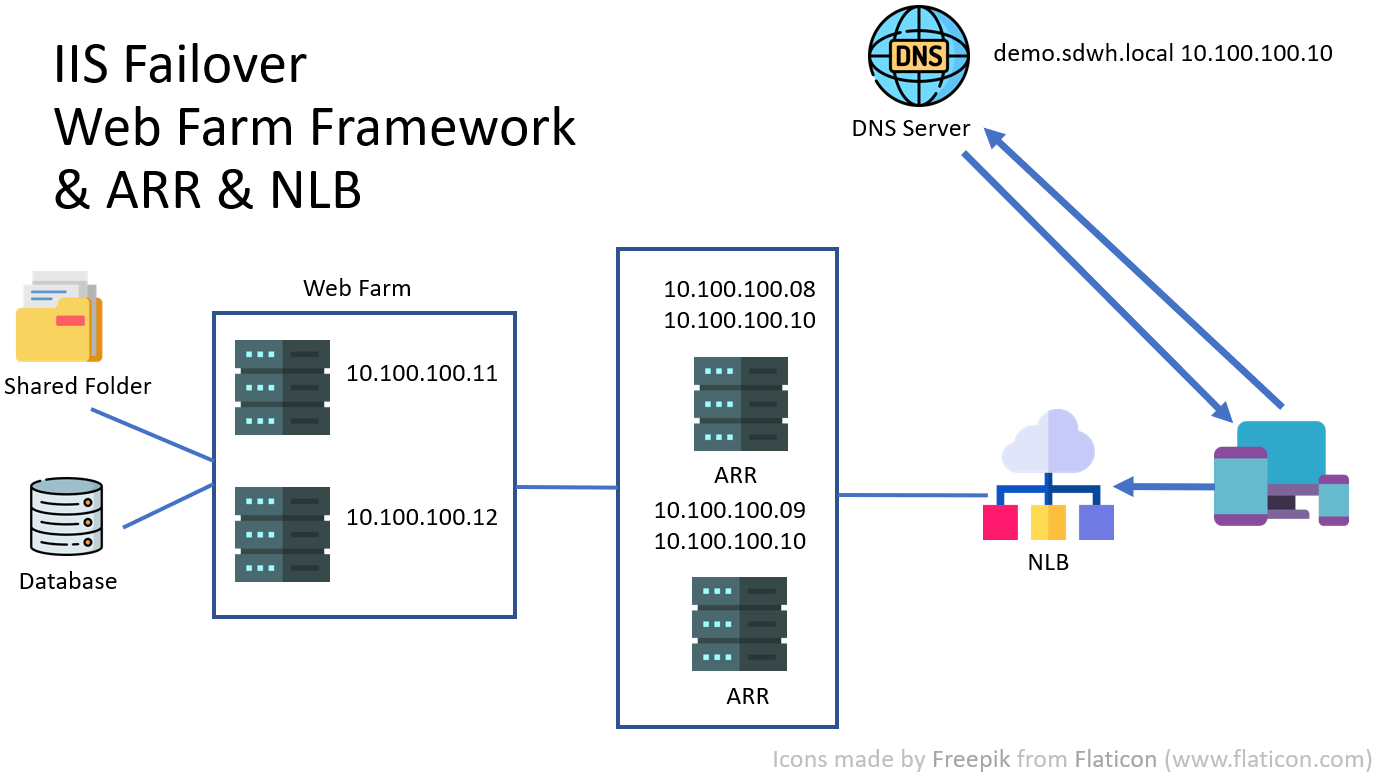 IIS Failover
Web Farm Framework
& ARR & NLB
DNS
demo.sdwh.local 10.100.100.10
DNS Server
Shared Folder
Database
Web Farm
10.100.100.11
10.100.100.12
10.100.100.08
10.100.100.10
ARR
10.100.100.09
10.100.100.10
ARR
NLB
Icons made by Freepik from Flaticon (www.flaticon.com)